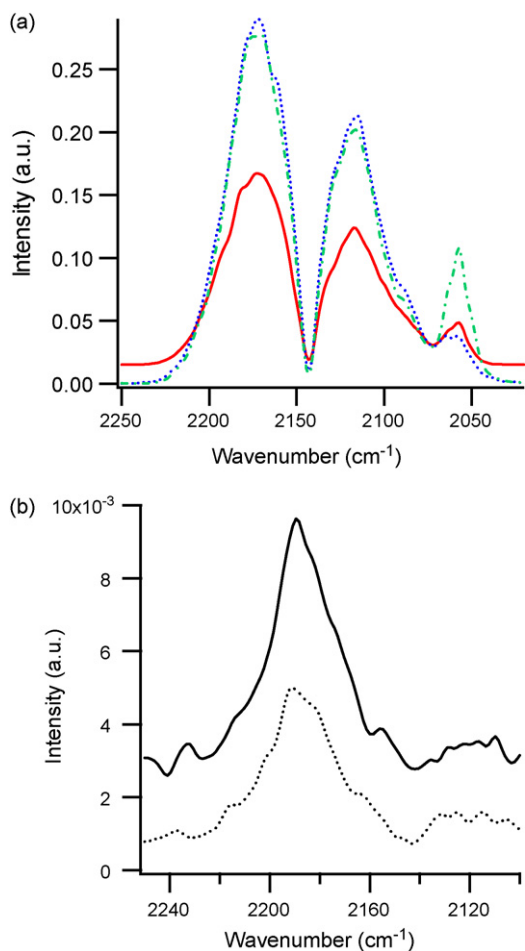 (a)
0.25
0.20
0.15
0.10
0.05
0.00
Intensity (a.u.)
2250 2200 2150 2100 2050
Wavenumber (cm-1)
(b)
10x10-3
8
6
4
2
0
Intensity (a.u.)
2240 2200 2160 2120
Wavenumber (cm-1)